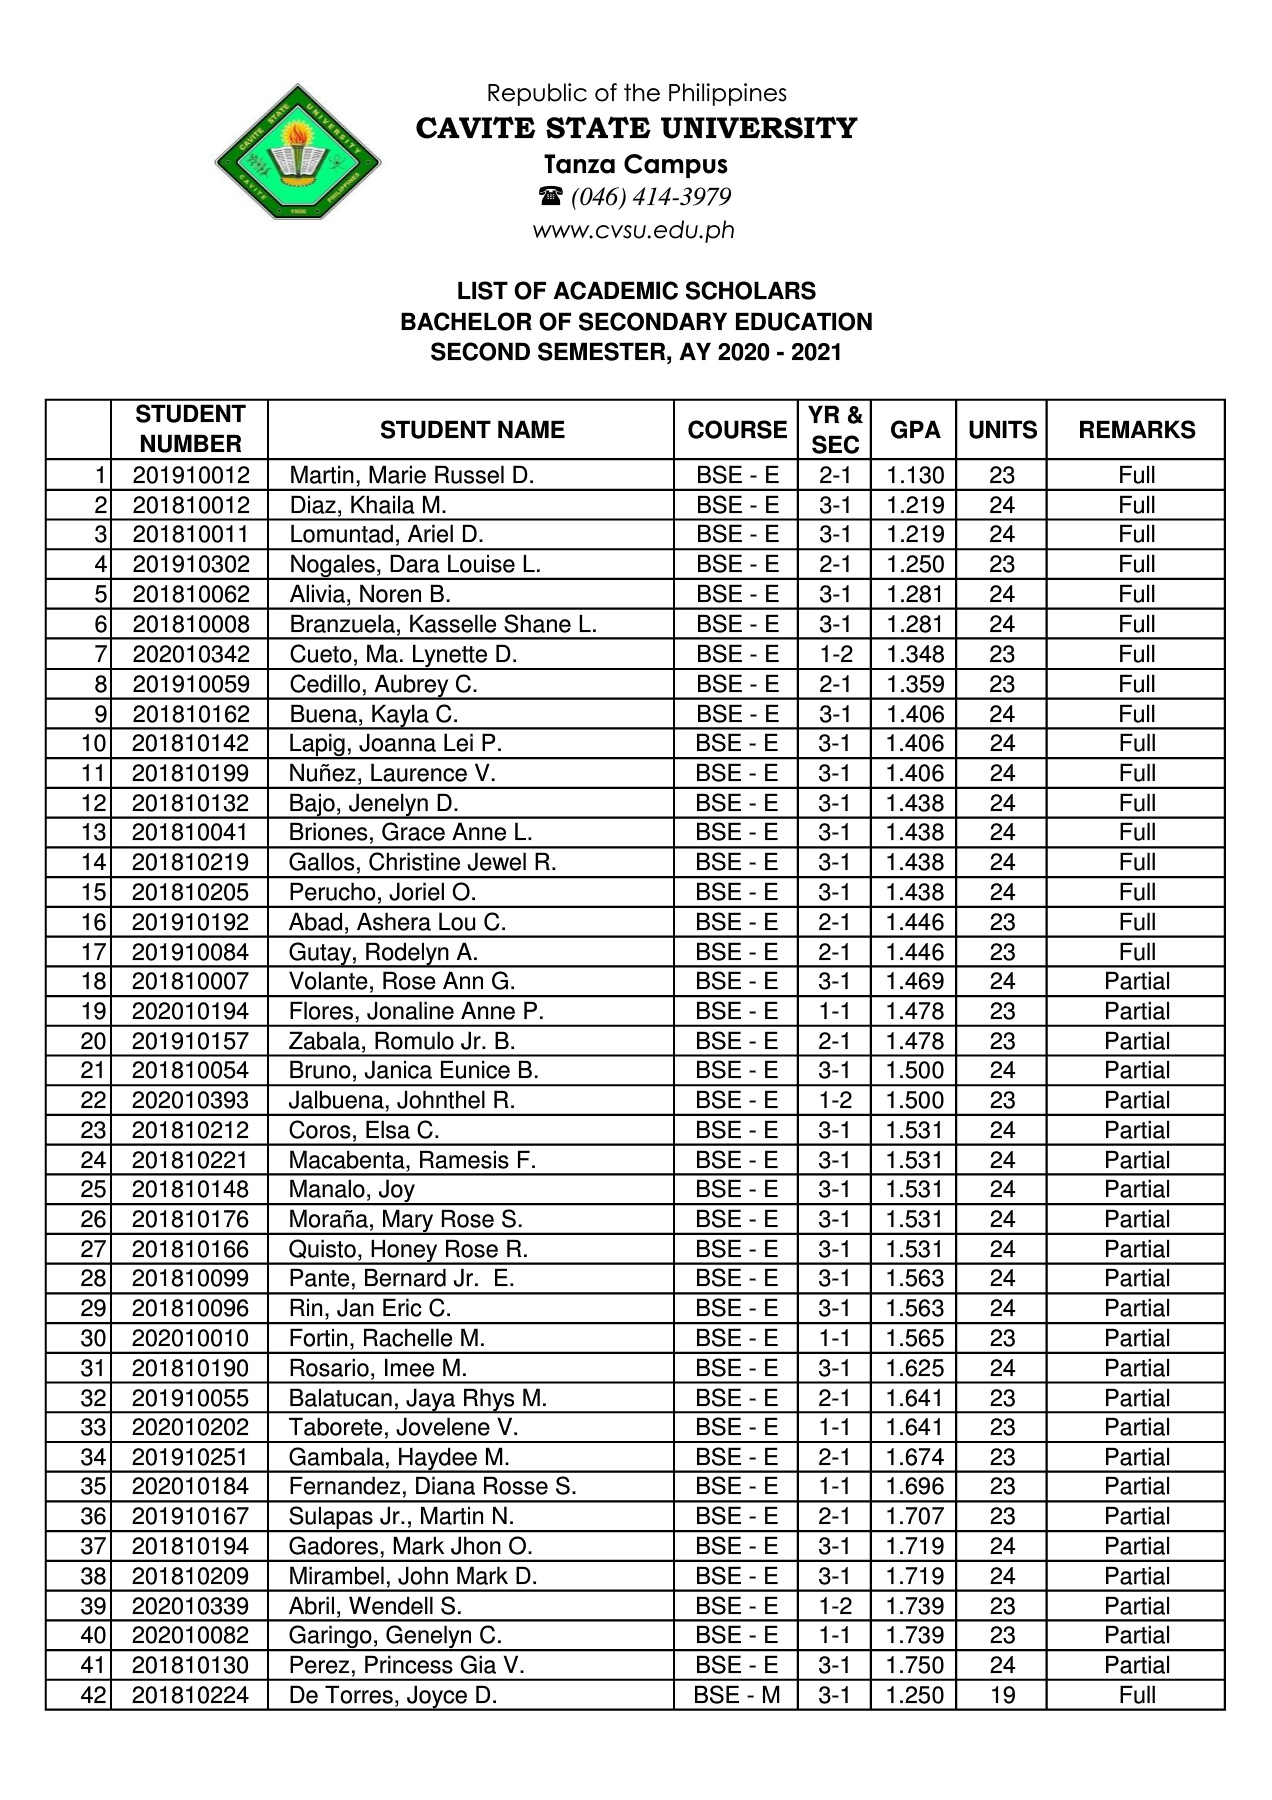 CAVITE STATE UNIVERSITY
CAVITE PHILIPPINES
1906
Republic of the Philippines
CAVITE STATE UNIVERSITY
Tanza Campus
☎ (046) 414-3979
www.cvsu.edu.ph
LIST OF ACADEMIC SCHOLARS
BACHELOR OF SECONDARY EDUCATION
SECOND SEMESTER, AY 2020 - 2021
STUDENT NUMBER STUDENT NAME COURSE YR & SEC GPA UNITS REMARKS
1 201910012 Martin, Marie Russel D. BSE - E 2-1 1.130 23 Full
2 201810012 Diaz, Khaila M. BSE - E 3-1 1.219 24 Full
3 201810011 Lomuntad, Ariel D. BSE - E 3-1 1.219 24 Full
4 201910302 Nogales, Dara Louise L. BSE - E 2-1 1.250 23 Full
5 201810062 Alivia, Noren B. BSE - E 3-1 1.281 24 Full
6 201810008 Branzuela, Kasselle Shane L. BSE - E 3-1 1.281 24 Full
7 202010342 Cueto, Ma. Lynette D. BSE - E 1-2 1.348 23 Full
8 201910059 Cedillo, Aubrey C. BSE - E 2-1 1.359 23 Full
9 201810162 Buena, Kayla C. BSE - E 3-1 1.406 24 Full
10 201810142 Lapig, Joanna Lei P. BSE - E 3-1 1.406 24 Full
11 201810199 Nuñez, Laurence V. BSE - E 3-1 1.406 24 Full
12 201810132 Bajo, Jenelyn D. BSE - E 3-1 1.438 24 Full
13 201810041 Briones, Grace Anne L. BSE - E 3-1 1.438 24 Full
14 201810219 Gallos, Christine Jewel R. BSE - E 3-1 1.438 24 Full
15 201810205 Perucho, Joriel O. BSE - E 3-1 1.438 24 Full
16 201910192 Abad, Ashera Lou C. BSE - E 2-1 1.446 23 Full
17 201910084 Gutay, Rodelyn A. BSE - E 2-1 1.446 23 Full
18 201810007 Volante, Rose Ann G. BSE - E 3-1 1.469 24 Partial
19 202010194 Flores, Jonaline Anne P. BSE - E 1-1 1.478 23 Partial
20 201910157 Zabala, Romulo Jr. B. BSE - E 2-1 1.478 23 Partial
21 201810054 Bruno, Janica Eunice B. BSE - E 3-1 1.500 24 Partial
22 202010393 Jalbuena, Johnthel R. BSE - E 1-2 1.500 23 Partial
23 201810212 Coros, Elsa C. BSE - E 3-1 1.531 24 Partial
24 201810221 Macabenta, Ramesis F. BSE - E 3-1 1.531 24 Partial
25 201810148 Manalo, Joy BSE - E 3-1 1.531 24 Partial
26 201810176 Moraña, Mary Rose S. BSE - E 3-1 1.531 24 Partial
27 201810166 Quisto, Honey Rose R. BSE - E 3-1 1.531 24 Partial
28 201810099 Pante, Bernard Jr.  E. BSE - E 3-1 1.563 24 Partial
29 201810096 Rin, Jan Eric C. BSE - E 3-1 1.563 24 Partial
30 202010010 Fortin, Rachelle M. BSE - E 1-1 1.565 23 Partial
31 201810190 Rosario, Imee M. BSE - E 3-1 1.625 24 Partial
32 201910055 Balatucan, Jaya Rhys M. BSE - E 2-1 1.641 23 Partial
33 202010202 Taborete, Jovelene V. BSE - E 1-1 1.641 23 Partial
34 201910251 Gambala, Haydee M. BSE - E 2-1 1.674 23 Partial
35 202010184 Fernandez, Diana Rosse S. BSE - E 1-1 1.696 23 Partial
36 201910167 Sulapas Jr., Martin N. BSE - E 2-1 1.707 23 Partial
37 201810194 Gadores, Mark Jhon O. BSE - E 3-1 1.719 24 Partial
38 201810209 Mirambel, John Mark D. BSE - E 3-1 1.719 24 Partial
39 202010339 Abril, Wendell S. BSE - E 1-2 1.739 23 Partial
40 202010082 Garingo, Genelyn C. BSE - E 1-1 1.739 23 Partial
41 201810130 Perez, Princess Gia V. BSE - E 3-1 1.750 24 Partial
42 201810224 De Torres, Joyce D. BSE - M 3-1 1.250 19 Full